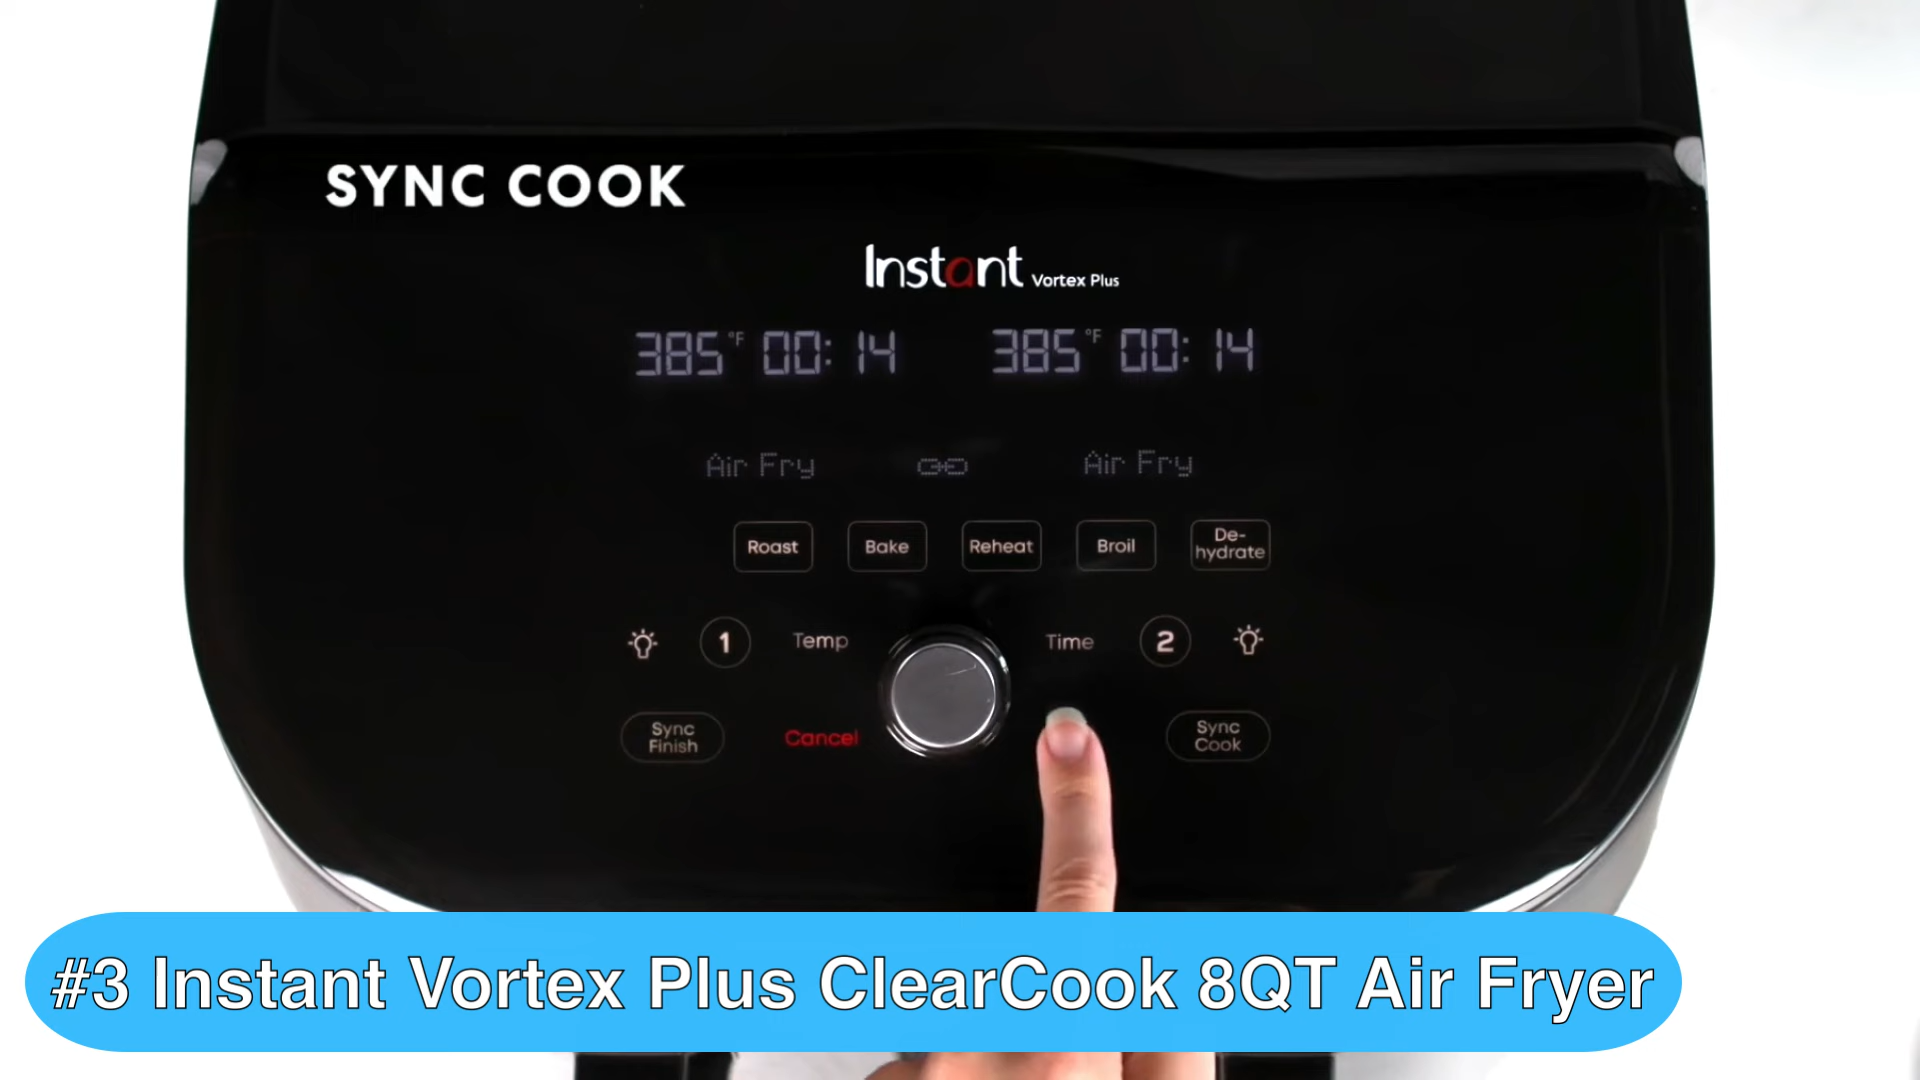 SYNC COOK
Instant Vortex Plus
385°F 00:14 385°F 00:14
Air Fry Air Fry
Roast Bake Reheat Broil De-
hydrate
1 Temp Time 2
Sync
Finish
Cancel
Sync
Cook
#3 Instant Vortex Plus ClearCook 8QT Air Fryer